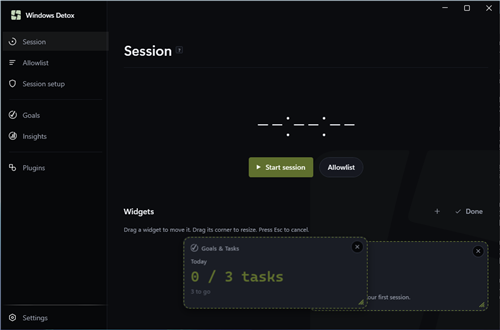 Windows Detox
Session
Allowlist
Session setup
Goals
Insights
Plugins
Settings
Session ?
--:--:--
Start session
Allowlist
Widgets
+ Done
Drag a widget to move it. Drag its corner to resize. Press Esc to cancel.
Goals & Tasks
Today
0 / 3 tasks
3 to go
our first session.